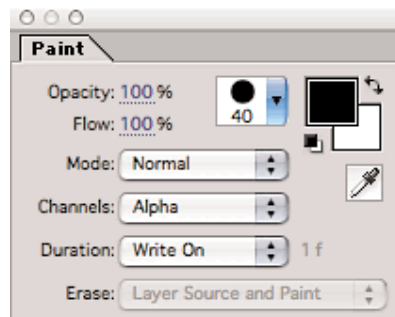 Paint
Opacity: 100 %
40
Flow: 100 %
Mode: Normal
Channels: Alpha
Duration: Write On 1 f
Erase: Layer Source and Paint